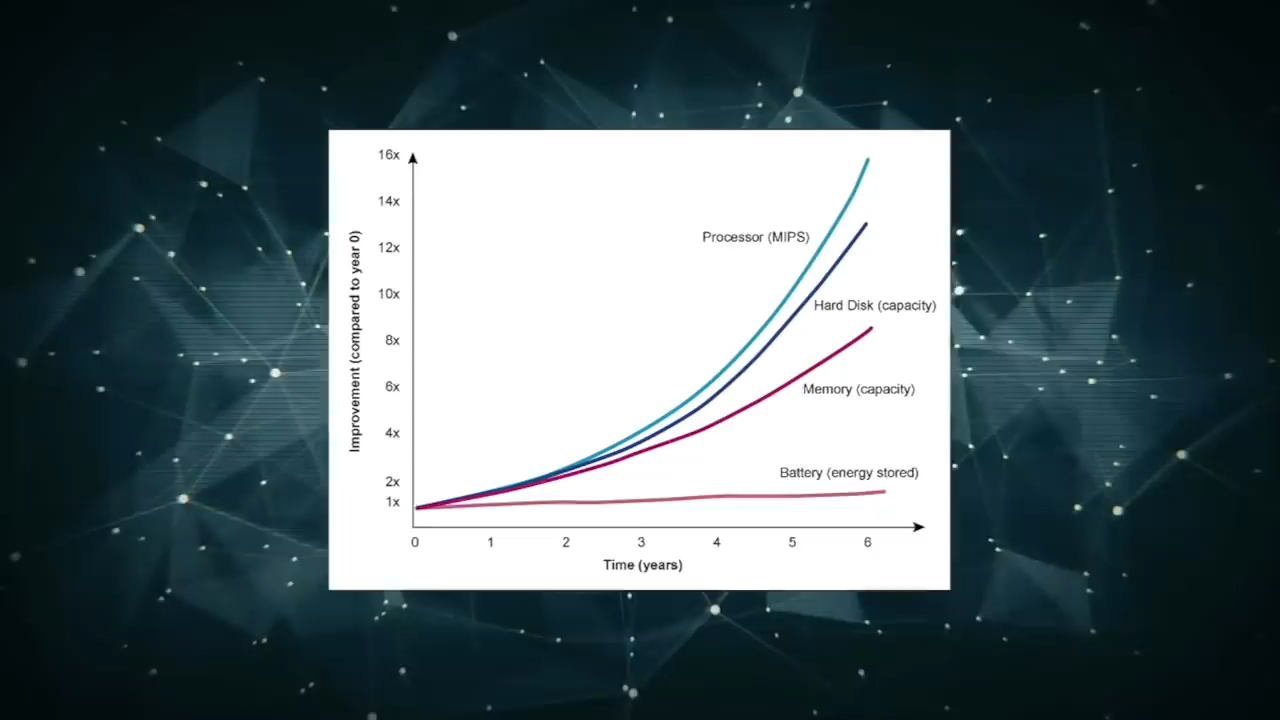 16x
14x
12x
10x
8x
6x
4x
2x
1x
Improvement (compared to year 0)
Processor (MIPS)
Hard Disk (capacity)
Memory (capacity)
Battery (energy stored)
0 1 2 3 4 5 6
Time (years)